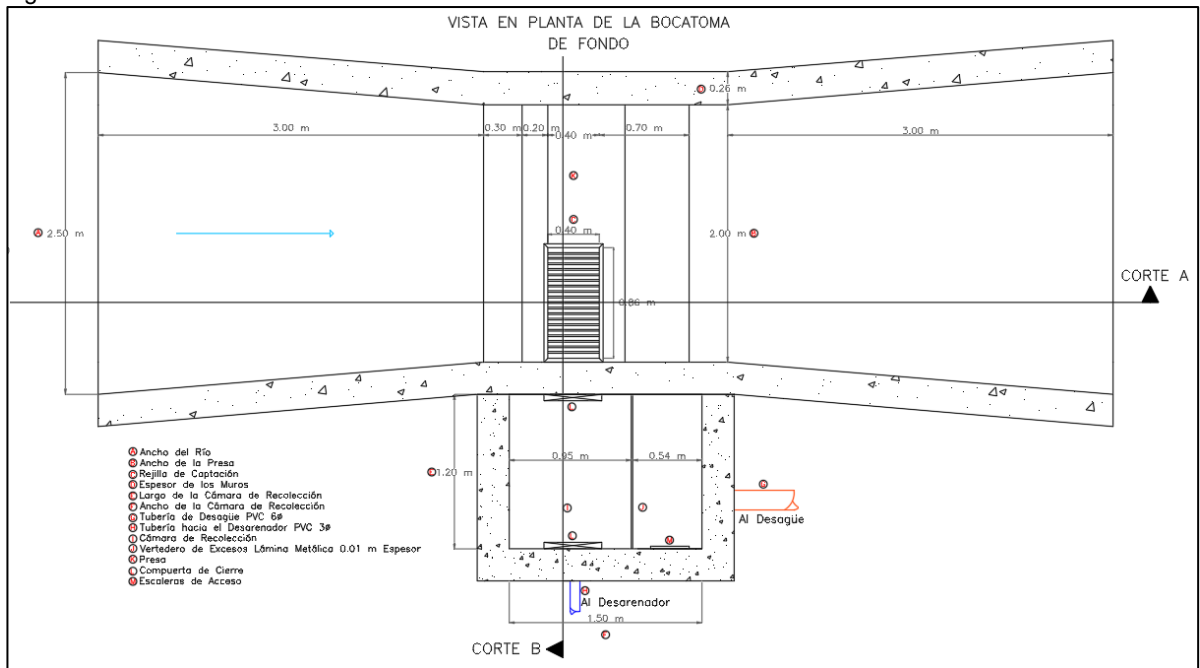 VISTA EN PLANTA DE LA BOCATOMA
DE FONDO
D 0.26 m
3.00 m
0.30 m
0.20 m
0.40 m
0.70 m
3.00 m
K
C
A 2.50 m
0.40 m
2.00 m B
CORTE A
0.86 m
L
A Ancho del Río
B Ancho de la Presa
C Rejilla de Captación
D Espesor de los Muros
E Largo de la Cámara de Recolección
F Ancho de la Cámara de Recolección
G Tubería de Desagüe PVC 6ø
H Tubería hacia el Desarenador PVC 3ø
I Cámara de Recolección
J Vertedero de Excesos Lámina Metálica 0.01 m Espesor
K Presa
L Compuerta de Cierre
M Escaleras de Acceso
E 1.20 m
0.95 m
0.54 m
G
I
J
Al Desagüe
L
M
H
Al Desarenador
1.50 m
F
CORTE B